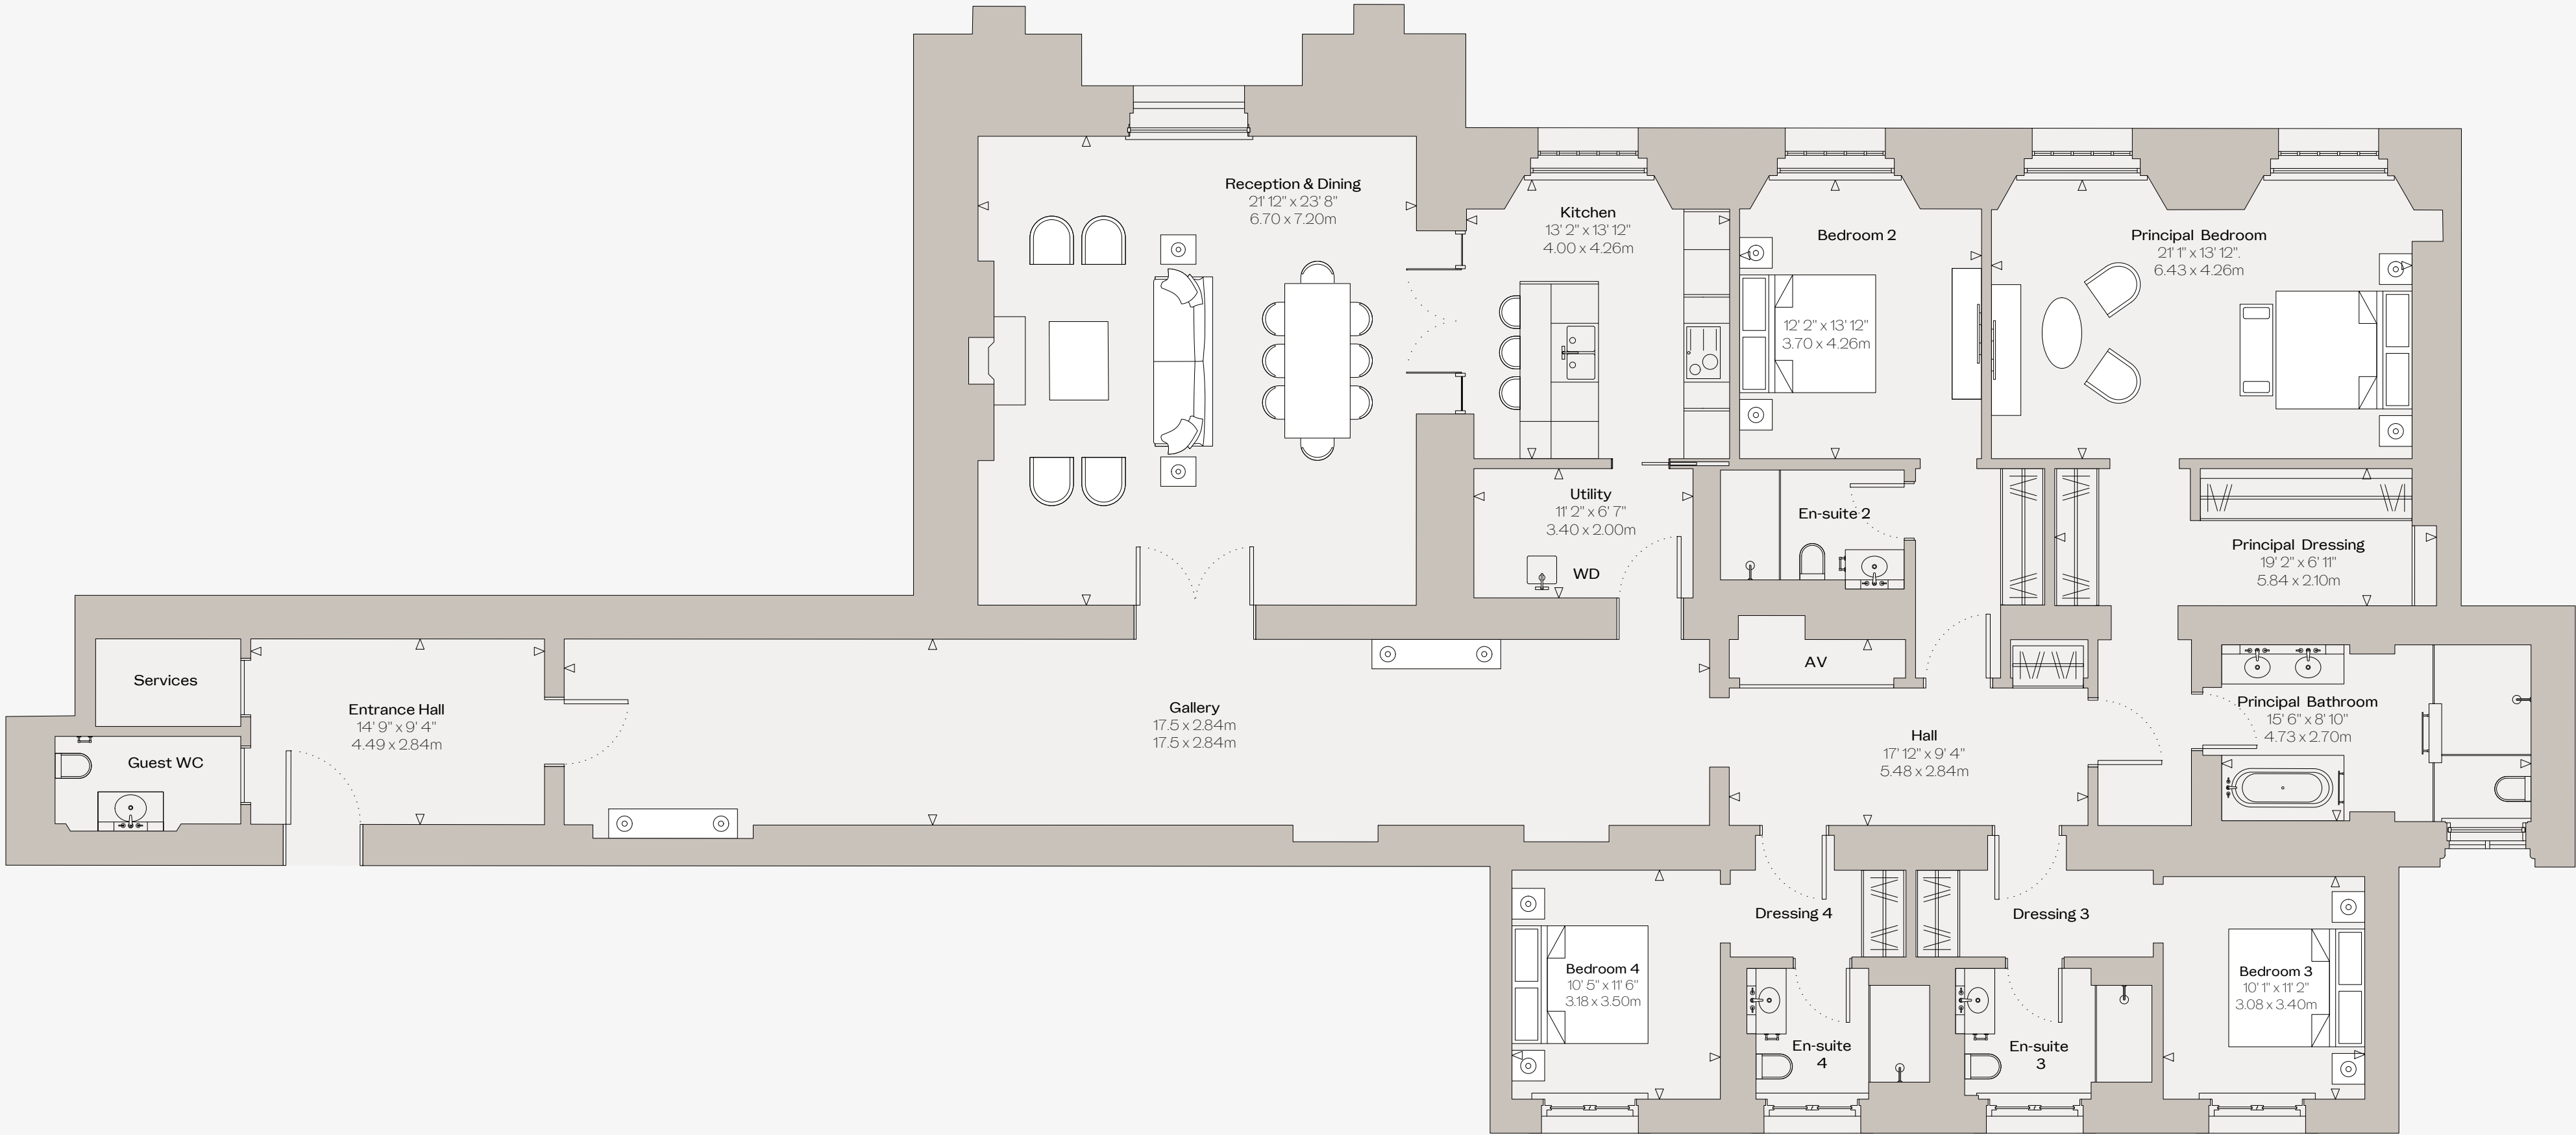 Reception & Dining
21' 12" x 23' 8"
6.70 x 7.20m
Kitchen
13' 2" x 13' 12"
4.00 x 4.26m
Bedroom 2
12' 2" x 13' 12"
3.70 x 4.26m
Principal Bedroom
21' 1" x 13' 12".
6.43 x 4.26m
Utility
11' 2" x 6' 7"
3.40 x 2.00m
WD
En-suite 2
Principal Dressing
19' 2" x 6' 11"
5.84 x 2.10m
Services
Guest WC
Entrance Hall
14' 9" x 9' 4"
4.49 x 2.84m
Gallery
17.5 x 2.84m
17.5 x 2.84m
AV
Hall
17' 12" x 9' 4"
5.48 x 2.84m
Principal Bathroom
15' 6" x 8' 10"
4.73 x 2.70m
Dressing 4
Dressing 3
Bedroom 4
10' 5" x 11' 6"
3.18 x 3.50m
En-suite
4
En-suite
3
Bedroom 3
10' 1" x 11' 2"
3.08 x 3.40m